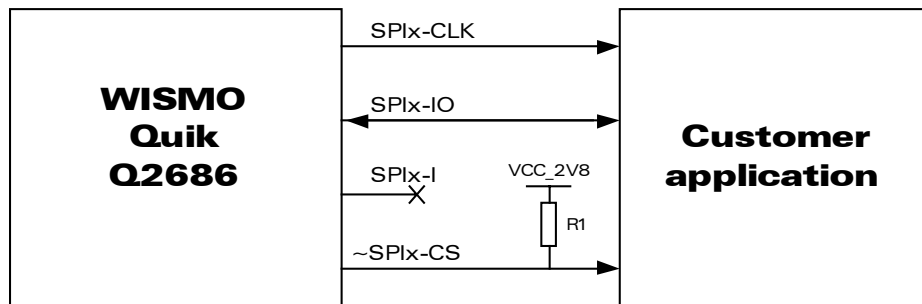 SPIx-CLK
WISMO
Quik
Q2686
SPIx-IO
Customer
application
SPIx-I
VCC_2V8
R1
~SPIx-CS